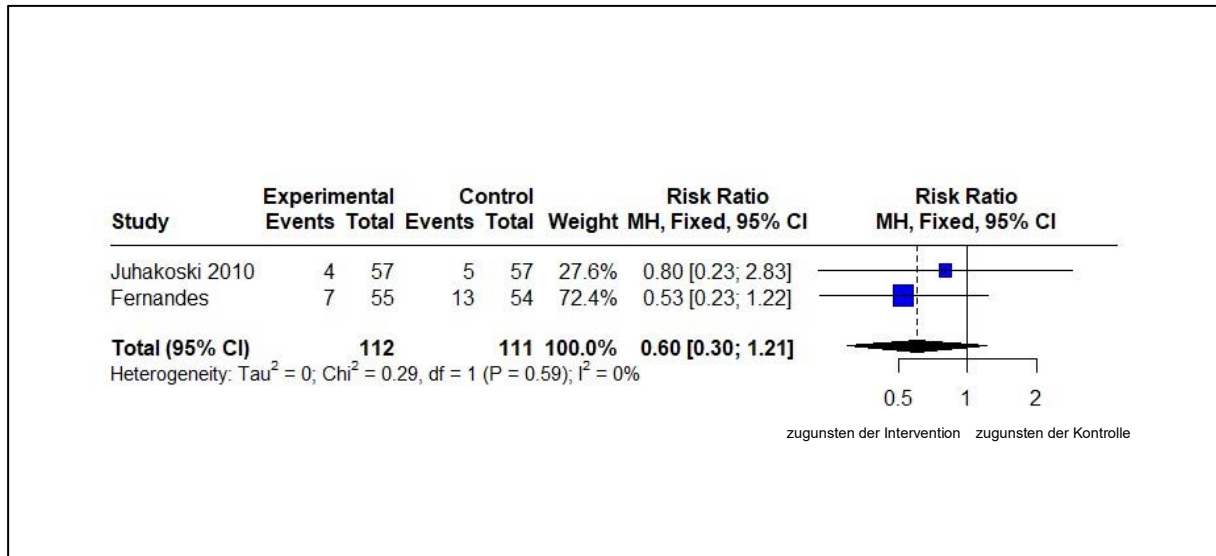 Experimental Control Risk Ratio Risk Ratio
Study Events Total Events Total Weight MH, Fixed, 95% CI MH, Fixed, 95% CI
Juhakoski 2010 4 57 5 57 27.6% 0.80 [0.23; 2.83]
Fernandes 7 55 13 54 72.4% 0.53 [0.23; 1.22]
Total (95% CI) 112 111 100.0% 0.60 [0.30; 1.21]
Heterogeneity: Tau² = 0; Chi² = 0.29, df = 1 (P = 0.59); I² = 0%
0.5 1 2
zugunsten der Intervention zugunsten der Kontrolle